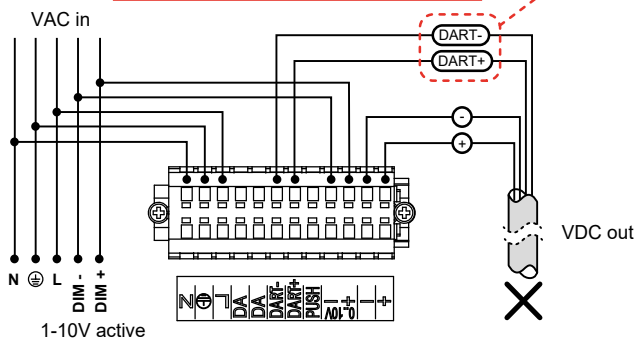 VAC in
DART-
DART+
-
+
VDC out
N
L
DIM -
DIM +
1-10V active
N
L
DA
DA
DART-
DART+
PUSH
— + 0..10V
—
+